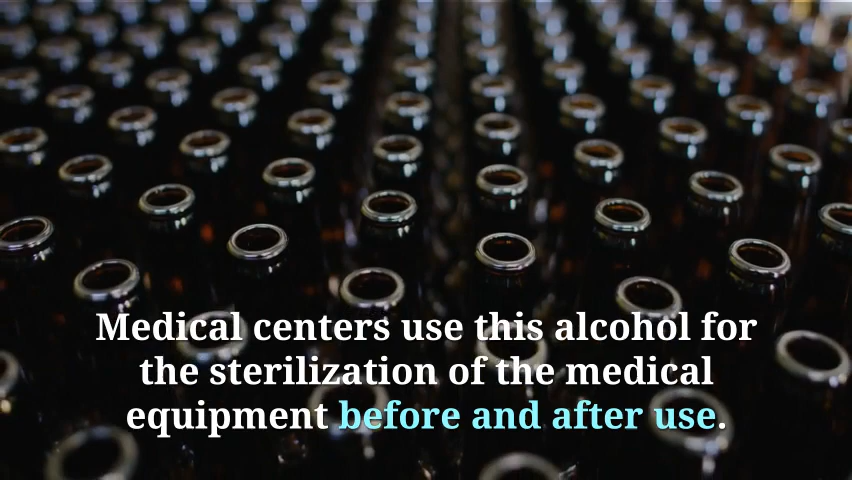 Medical centers use this alcohol for
the sterilization of the medical
equipment before and after use.